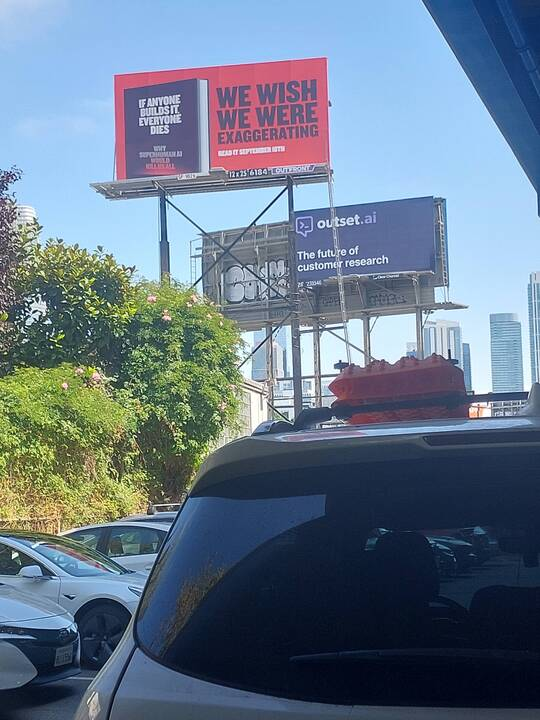 IF ANYONE
BUILDS IT,
EVERYONE
DIES
WHY
SUPERHUMAN AI
WOULD
KILL US ALL
WE WISH
WE WERE
EXAGGERATING
READ IT SEPTEMBER 16TH
12 x 25
6184
OUTFRONT
outset.ai
The future of
customer research